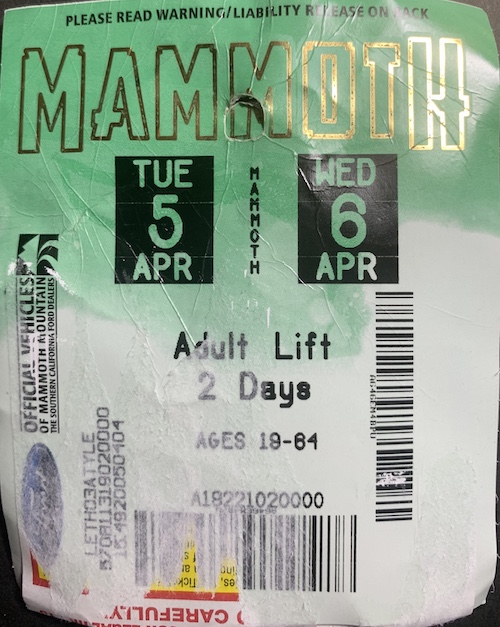 PLEASE READ WARNING/LIABILITY RELEASE ON BACK
MAMMOTH
TUE
5
APR
MAMMOTH
WED
6
APR
OFFICIAL VEHICLES
OF MAMMOTH MOUNTAIN
THE SOUTHERN CALIFORNIA FORD DEALERS
Adult Lift
2 Days
AGES 19-64
A18221020000
CAREFULLY